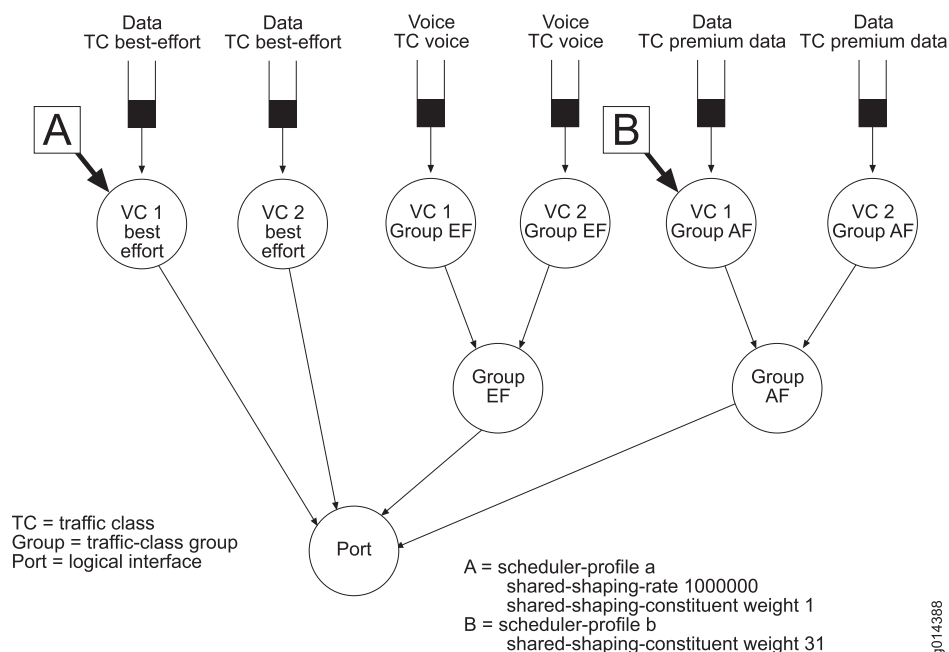 Data
TC best-effort
Data
TC best-effort
Voice
TC voice
Voice
TC voice
Data
TC premium data
Data
TC premium data
A
B
VC 1
best
effort
VC 2
best
effort
VC 1
Group EF
VC 2
Group EF
VC 1
Group AF
VC 2
Group AF
Group
EF
Group
AF
Port
TC = traffic class
Group = traffic-class group
Port = logical interface
A = scheduler-profile a
shared-shaping-rate 1000000
shared-shaping-constituent weight 1
B = scheduler-profile b
shared-shaping-constituent weight 31
g014388